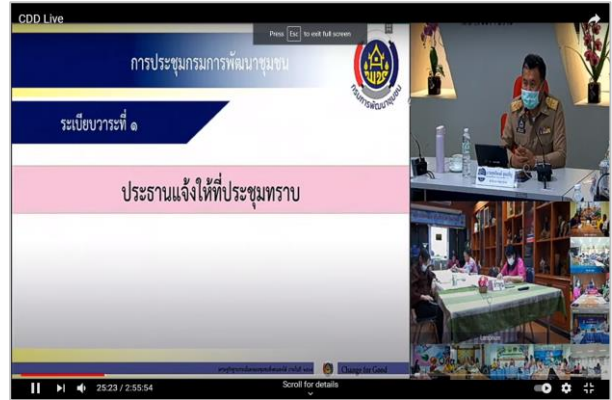 CDD Live
Press Esc to exit full screen
การประชุมกรมการพัฒนาชุมชน
กรมการพัฒนาชุมชน
ระเบียบวาระที่ ๑
ประธานแจ้งให้ที่ประชุมทราบ
Change for Good
25:23 / 2:55:54
Scroll for details